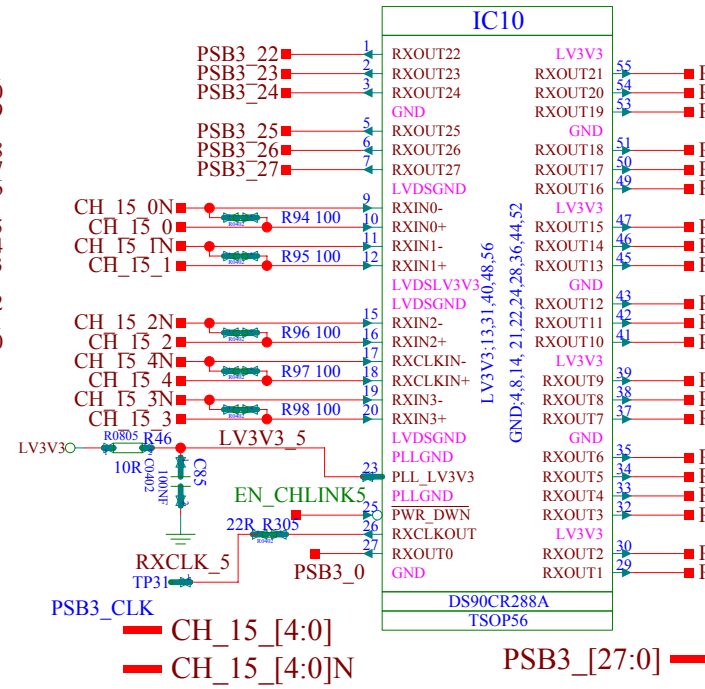 IC10
PSB3_22 1 RXOUT22 LV3V3
PSB3_23 2 RXOUT23 RXOUT21 55
PSB3_24 3 RXOUT24 RXOUT20 54
GND RXOUT19 53
PSB3_25 5 RXOUT25 GND
PSB3_26 6 RXOUT26 RXOUT18 51
PSB3_27 7 RXOUT27 RXOUT17 50
LVDSGND RXOUT16 49
CH_15_0N 9 RXIN0- LV3V3
CH_15_0 R0402 R94 100 10 RXIN0+ RXOUT15 47
CH_15_1N 11 RXIN1- RXOUT14 46
CH_15_1 R0402 R95 100 12 RXIN1+ RXOUT13 45
LVDSLV3V3 GND
LVDSGND RXOUT12 43
CH_15_2N 15 RXIN2- RXOUT11 42
CH_15_2 R0402 R96 100 16 RXIN2+ RXOUT10 41
CH_15_4N 17 RXCLKIN- LV3V3
CH_15_4 R0402 R97 100 18 RXCLKIN+ RXOUT9 39
CH_15_3N 19 RXIN3- RXOUT8 38
CH_15_3 R0402 R98 100 20 RXIN3+ RXOUT7 37
LV3V3;13,31,40,48,56
GND;4,8,14, 21,22,24,28,36,44,52
R0805 R46 LV3V3_5 LVDSGND GND
LV3V3 PLLGND RXOUT6 35
10R C0402 100NF C85 23 PLL_LV3V3 RXOUT5 34
EN_CHLINK5 PLLGND RXOUT4 33
25 PWR_DWN RXOUT3 32
22R R305 R0402 26 RXCLKOUT LV3V3
RXCLK_5 27 RXOUT0 RXOUT2 30
TP31 PSB3_0 GND RXOUT1 29
PSB3_CLK DS90CR288A
TSOP56
CH_15_[4:0]
CH_15_[4:0]N PSB3_[27:0]